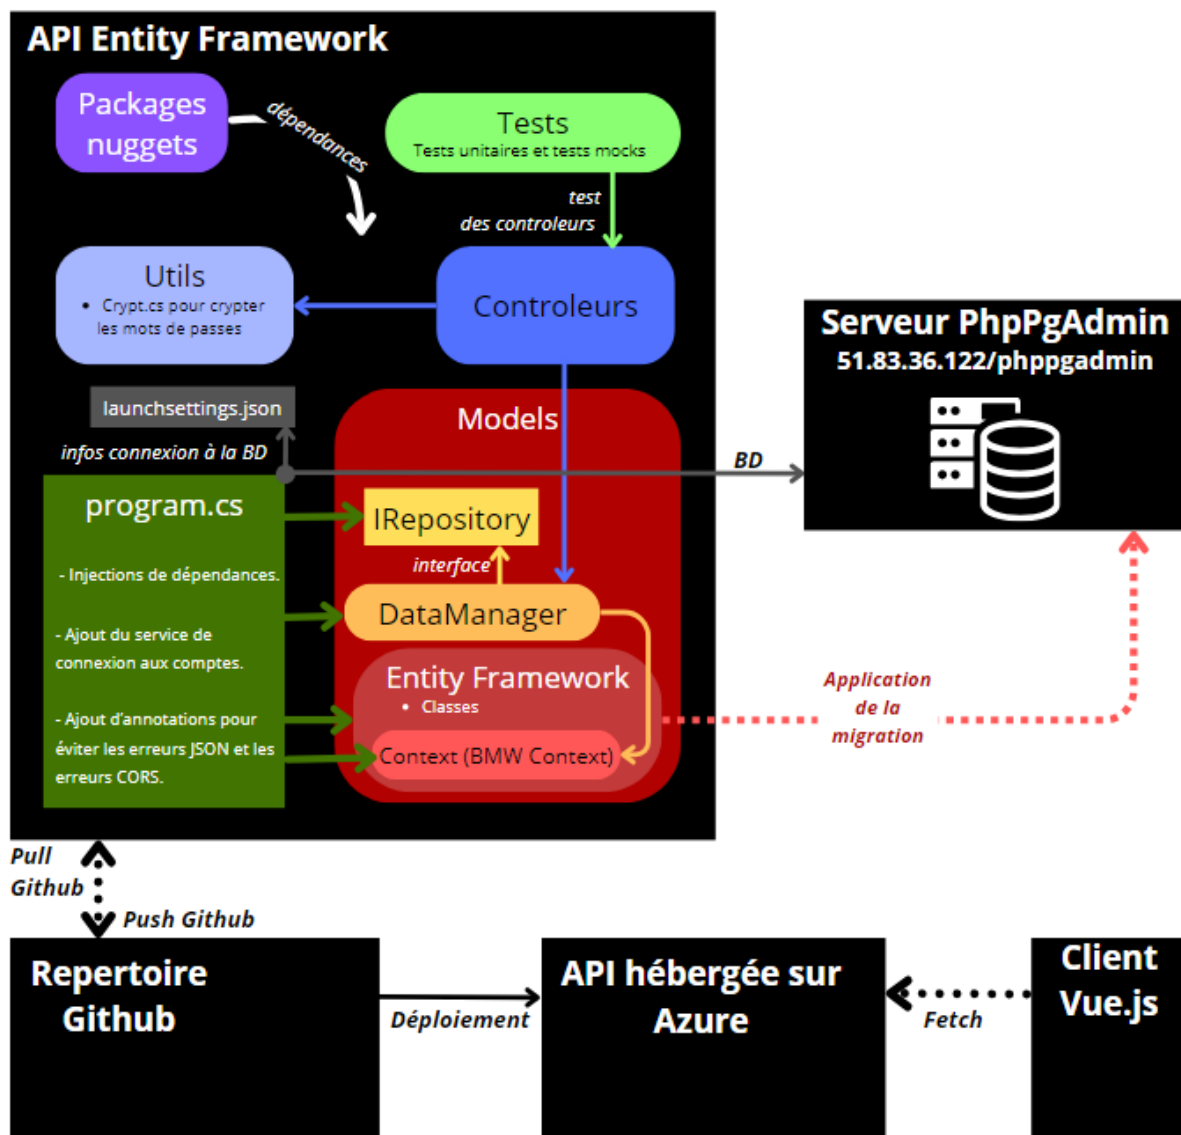 API Entity Framework
Packages
nuggets
dépendances
Tests
Tests unitaires et tests mocks
test
des controleurs
Utils
• Crypt.cs pour crypter
les mots de passes
Controleurs
Serveur PhpPgAdmin
51.83.36.122/phppgadmin
launchsettings.json
infos connexion à la BD
Models
BD
program.cs
- Injections de dépendances.
- Ajout du service de
connexion aux comptes.
- Ajout d'annotations pour
éviter les erreurs JSON et les
erreurs CORS.
IRepository
interface
DataManager
Entity Framework
• Classes
Context (BMW Context)
Application
de la
migration
Pull
Github
Push Github
Repertoire
Github
Déploiement
API hébergée sur
Azure
Fetch
Client
Vue.js